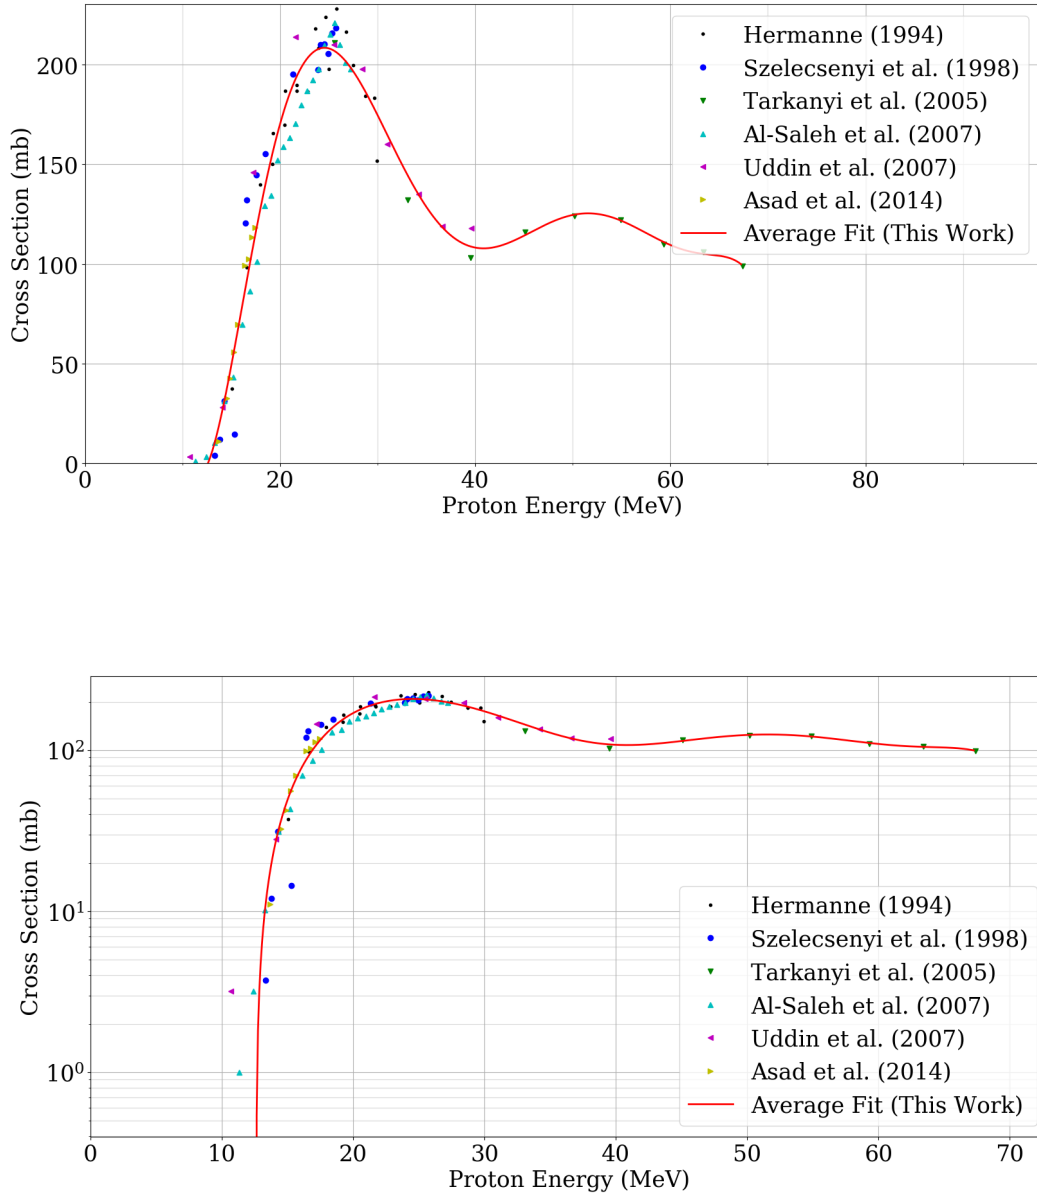 200
150
100
50
0
Cross Section (mb)
0 20 40 60 80
Proton Energy (MeV)
Hermanne (1994)
Szelecsenyi et al. (1998)
Tarkanyi et al. (2005)
Al-Saleh et al. (2007)
Uddin et al. (2007)
Asad et al. (2014)
Average Fit (This Work)
10²
10¹
10⁰
Cross Section (mb)
0 10 20 30 40 50 60 70
Proton Energy (MeV)
Hermanne (1994)
Szelecsenyi et al. (1998)
Tarkanyi et al. (2005)
Al-Saleh et al. (2007)
Uddin et al. (2007)
Asad et al. (2014)
Average Fit (This Work)